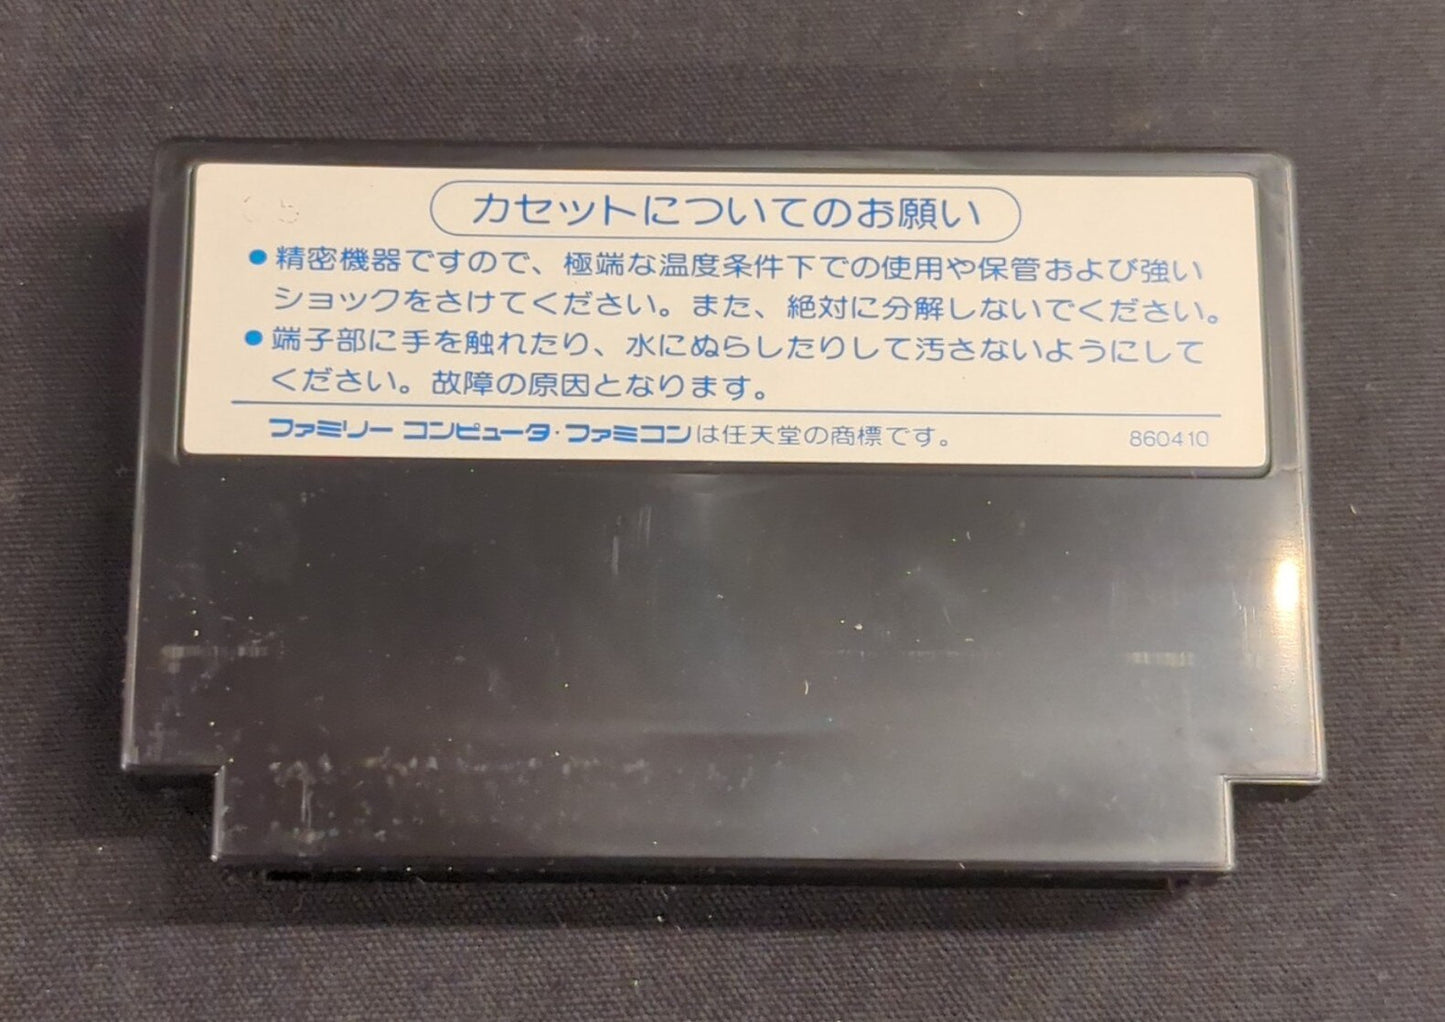 カセットについてのお願い
●精密機器ですので、極端な温度条件下での使用や保管および強い
ショックをさけてください。また、絶対に分解しないでください。
●端子部に手を触れたり、水にぬらしたりして汚さないようにして
ください。故障の原因となります。
ファミリー コンピュータ・ファミコンは任天堂の商標です。 860410